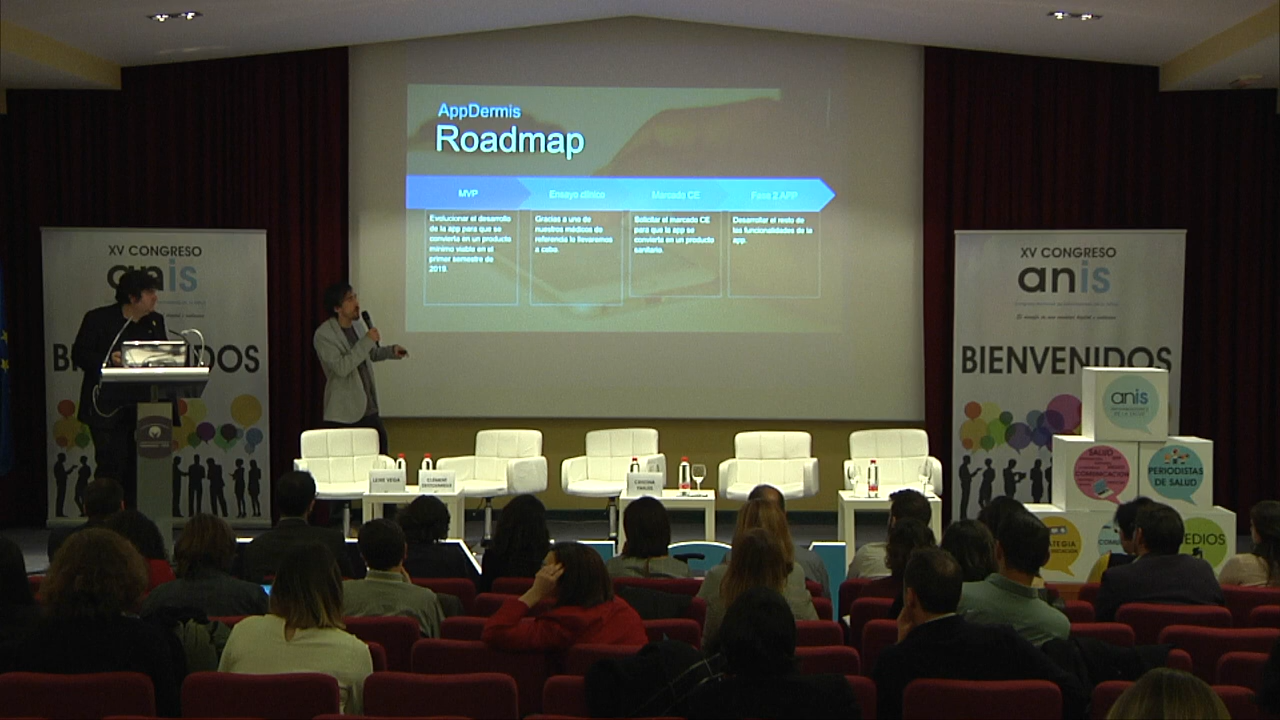 AppDermis
Roadmap
MVP
Ensayo clínico
Marcado CE
Fase 2 APP
Evolucionar el desarrollo
de la app para que se
convierta en un producto
mínimo viable en el
primer semestre de
2019.
Gracias a uno de
nuestros médicos de
referencia lo llevaremos
a cabo.
Solicitar el marcado CE
para que la app se
convierta en un producto
sanitario.
Desarrollar el resto de
las funcionalidades de la
app.
XV CONGRESO
anis
BIENVENIDOS
XV CONGRESO
anis
BIENVENIDOS
anis
SALUD
COMUNICACIÓN
PERIODISTAS
DE SALUD